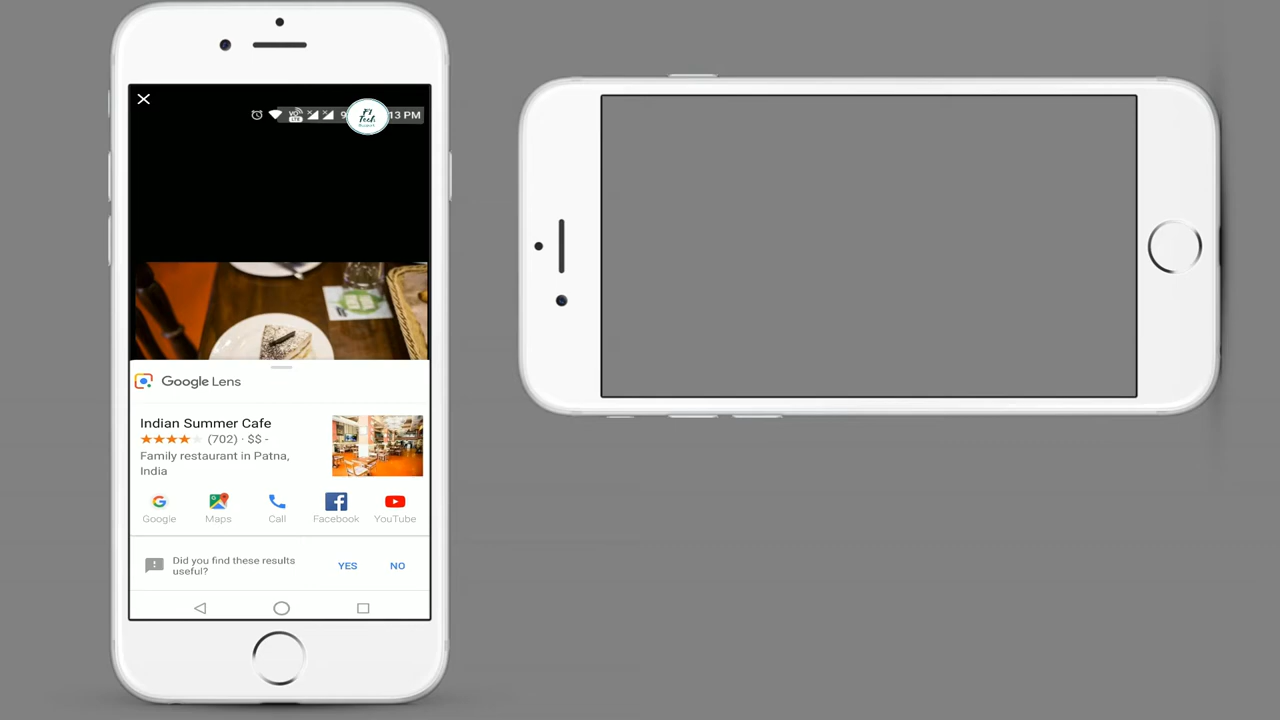 13 PM
Google Lens
Indian Summer Cafe
(702) · $$ -
Family restaurant in Patna,
India
Google
Maps
Call
Facebook
YouTube
Did you find these results
useful?
YES
NO